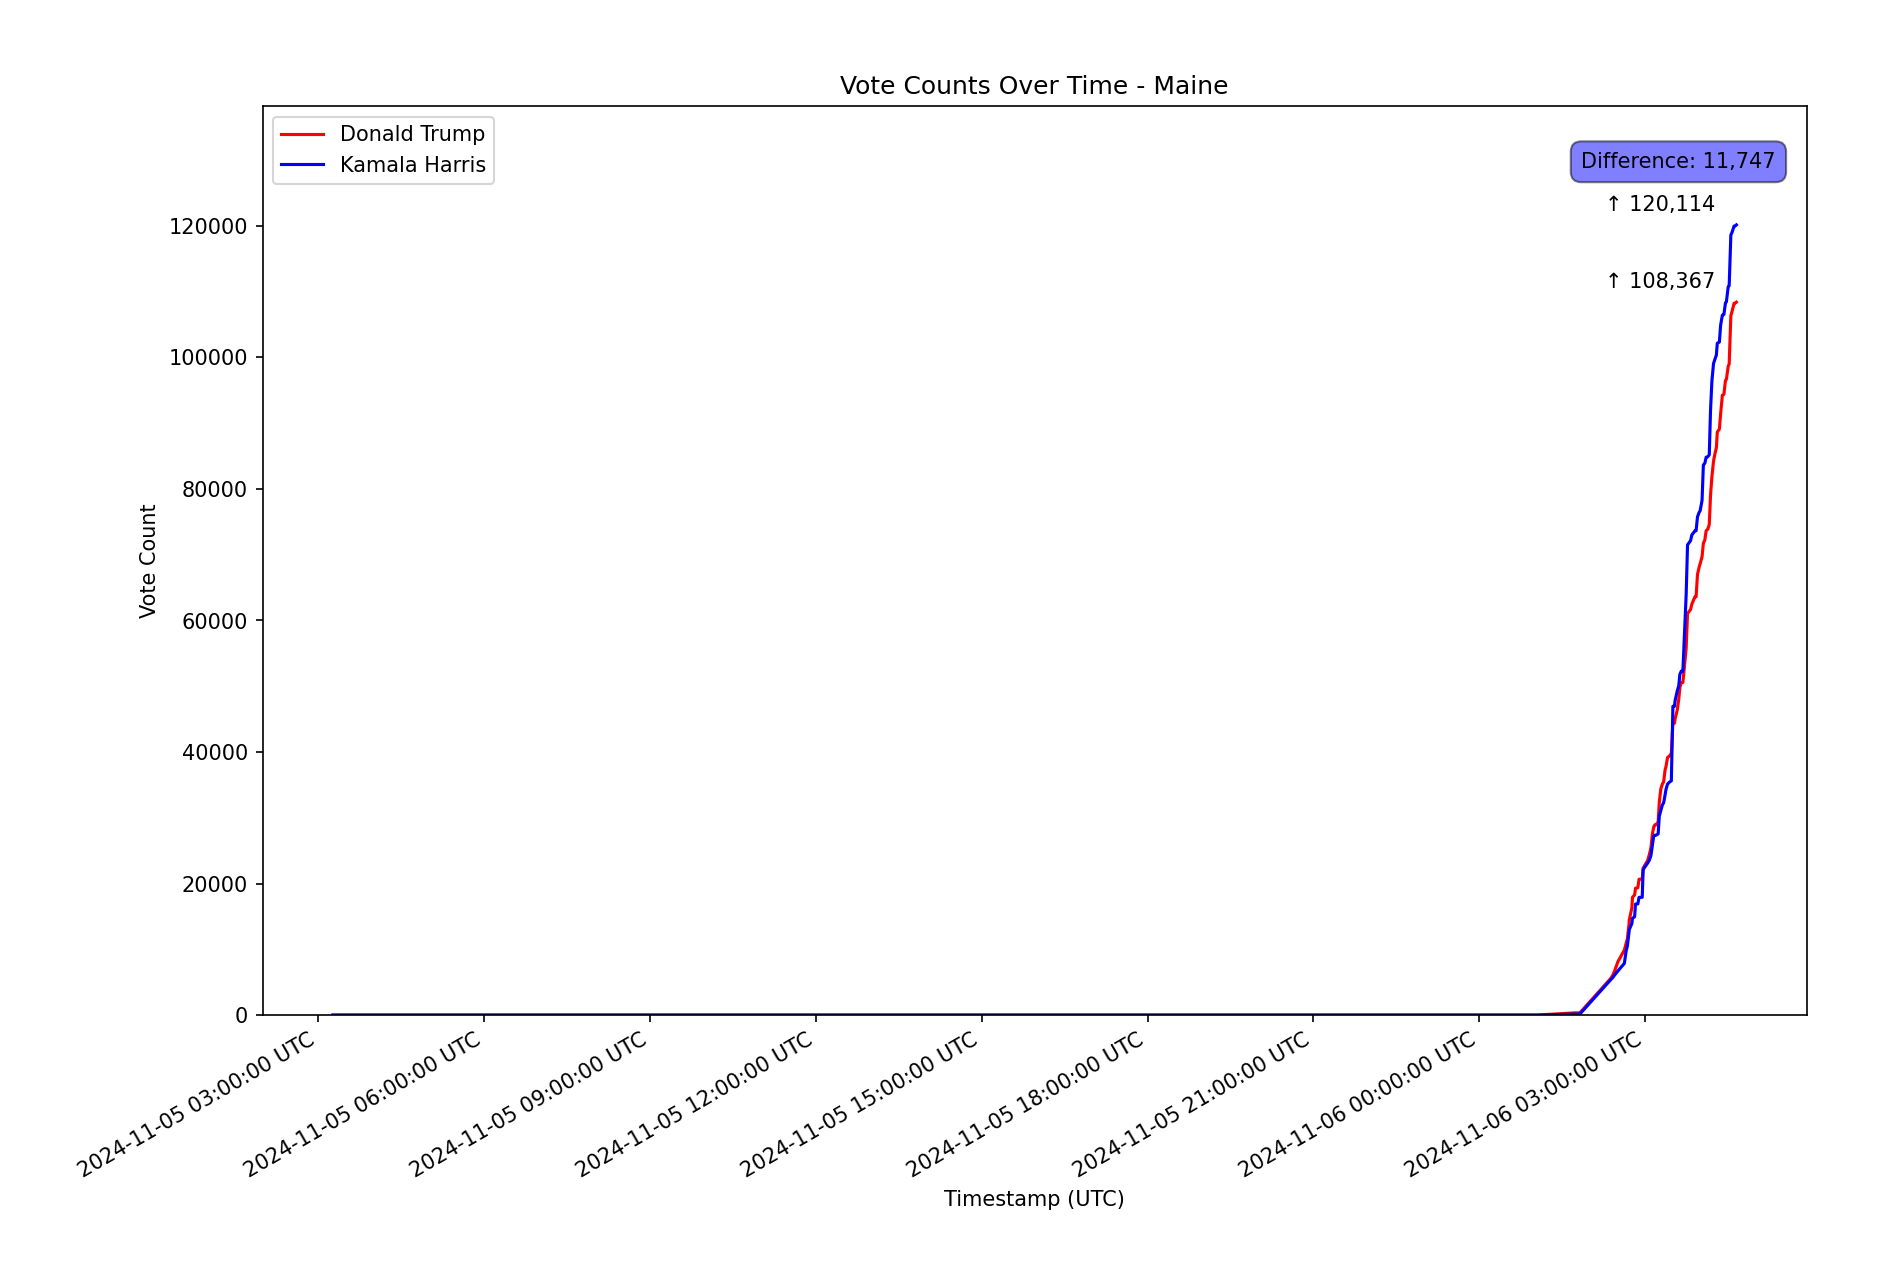 Vote Counts Over Time - Maine
Donald Trump
Kamala Harris
Difference: 11,747
↑ 120,114
↑ 108,367
120000
100000
80000
60000
40000
20000
0
Vote Count
2024-11-05 03:00:00 UTC
2024-11-05 06:00:00 UTC
2024-11-05 09:00:00 UTC
2024-11-05 12:00:00 UTC
2024-11-05 15:00:00 UTC
2024-11-05 18:00:00 UTC
2024-11-05 21:00:00 UTC
2024-11-06 00:00:00 UTC
2024-11-06 03:00:00 UTC
Timestamp (UTC)